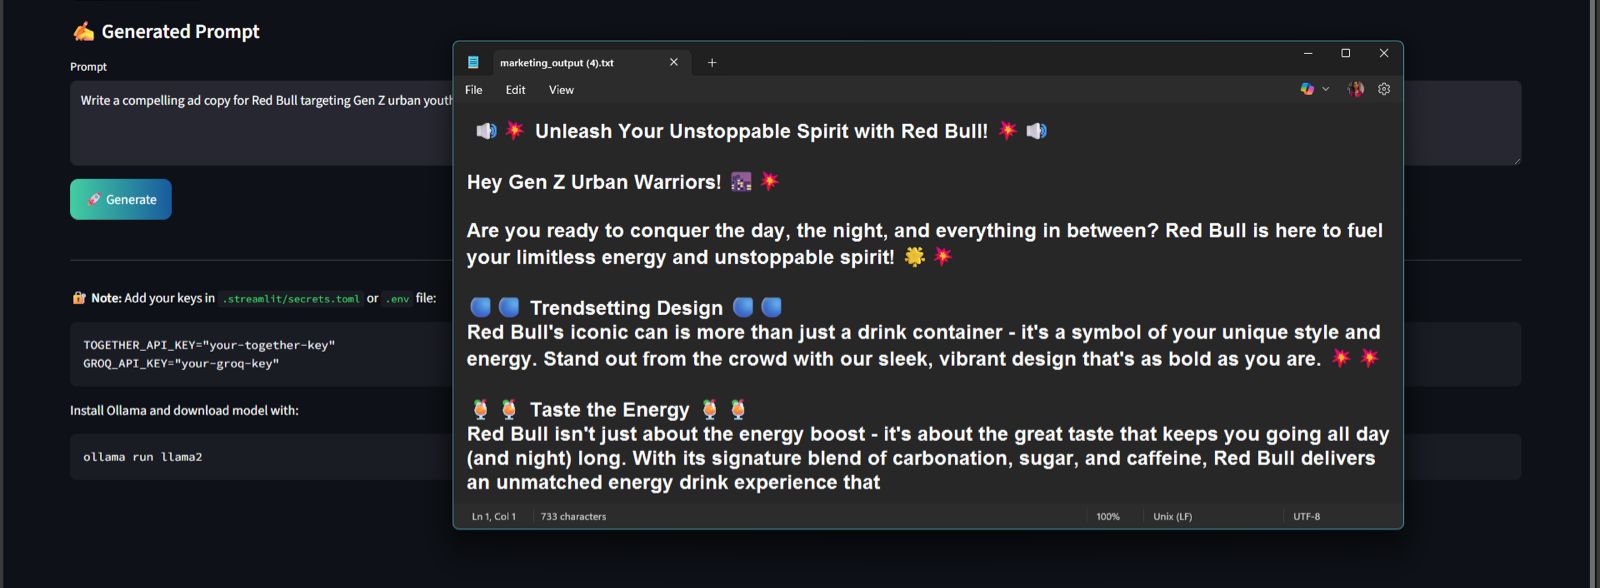 ✍️ Generated Prompt
Prompt
Write a compelling ad copy for Red Bull targeting Gen Z urban youth
🚀 Generate
🔐 Note: Add your keys in .streamlit/secrets.toml or .env file:
TOGETHER_API_KEY="your-together-key"
GROQ_API_KEY="your-groq-key"
Install Ollama and download model with:
ollama run llama2
marketing_output (4).txt
File Edit View
🔊 💥 Unleash Your Unstoppable Spirit with Red Bull! 💥 🔊
Hey Gen Z Urban Warriors! 🌆 💥
Are you ready to conquer the day, the night, and everything in between? Red Bull is here to fuel
your limitless energy and unstoppable spirit! 🌟 💥
Trendsetting Design
Red Bull's iconic can is more than just a drink container - it's a symbol of your unique style and
energy. Stand out from the crowd with our sleek, vibrant design that's as bold as you are. 💥 💥
🍹 🍹 Taste the Energy 🍹 🍹
Red Bull isn't just about the energy boost - it's about the great taste that keeps you going all day
(and night) long. With its signature blend of carbonation, sugar, and caffeine, Red Bull delivers
an unmatched energy drink experience that
Ln 1, Col 1 733 characters 100% Unix (LF) UTF-8